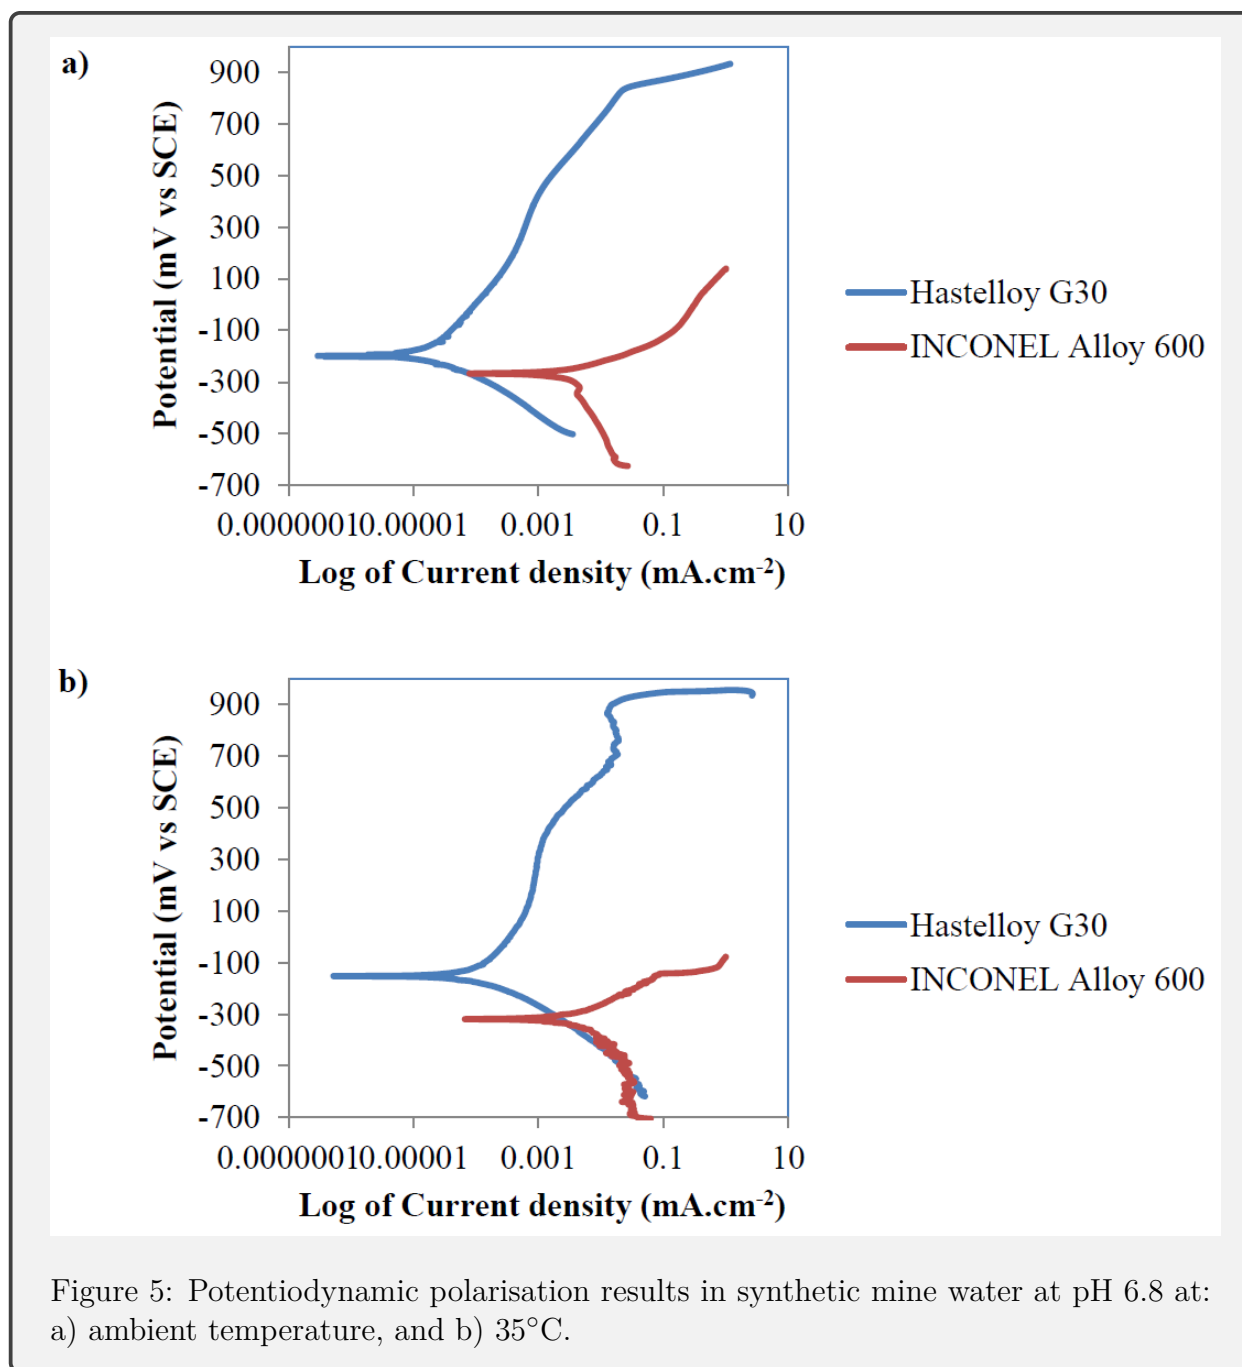 a)
900
700
500
300
100
-100
-300
-500
-700
Potential (mV vs SCE)
0.0000001 0.00001 0.001 0.1 10
Log of Current density (mA.cm-2)
Hastelloy G30
INCONEL Alloy 600
b)
900
700
500
300
100
-100
-300
-500
-700
Potential (mV vs SCE)
0.0000001 0.00001 0.001 0.1 10
Log of Current density (mA.cm-2)
Hastelloy G30
INCONEL Alloy 600
Figure 5: Potentiodynamic polarisation results in synthetic mine water at pH 6.8 at:
a) ambient temperature, and b) 35°C.